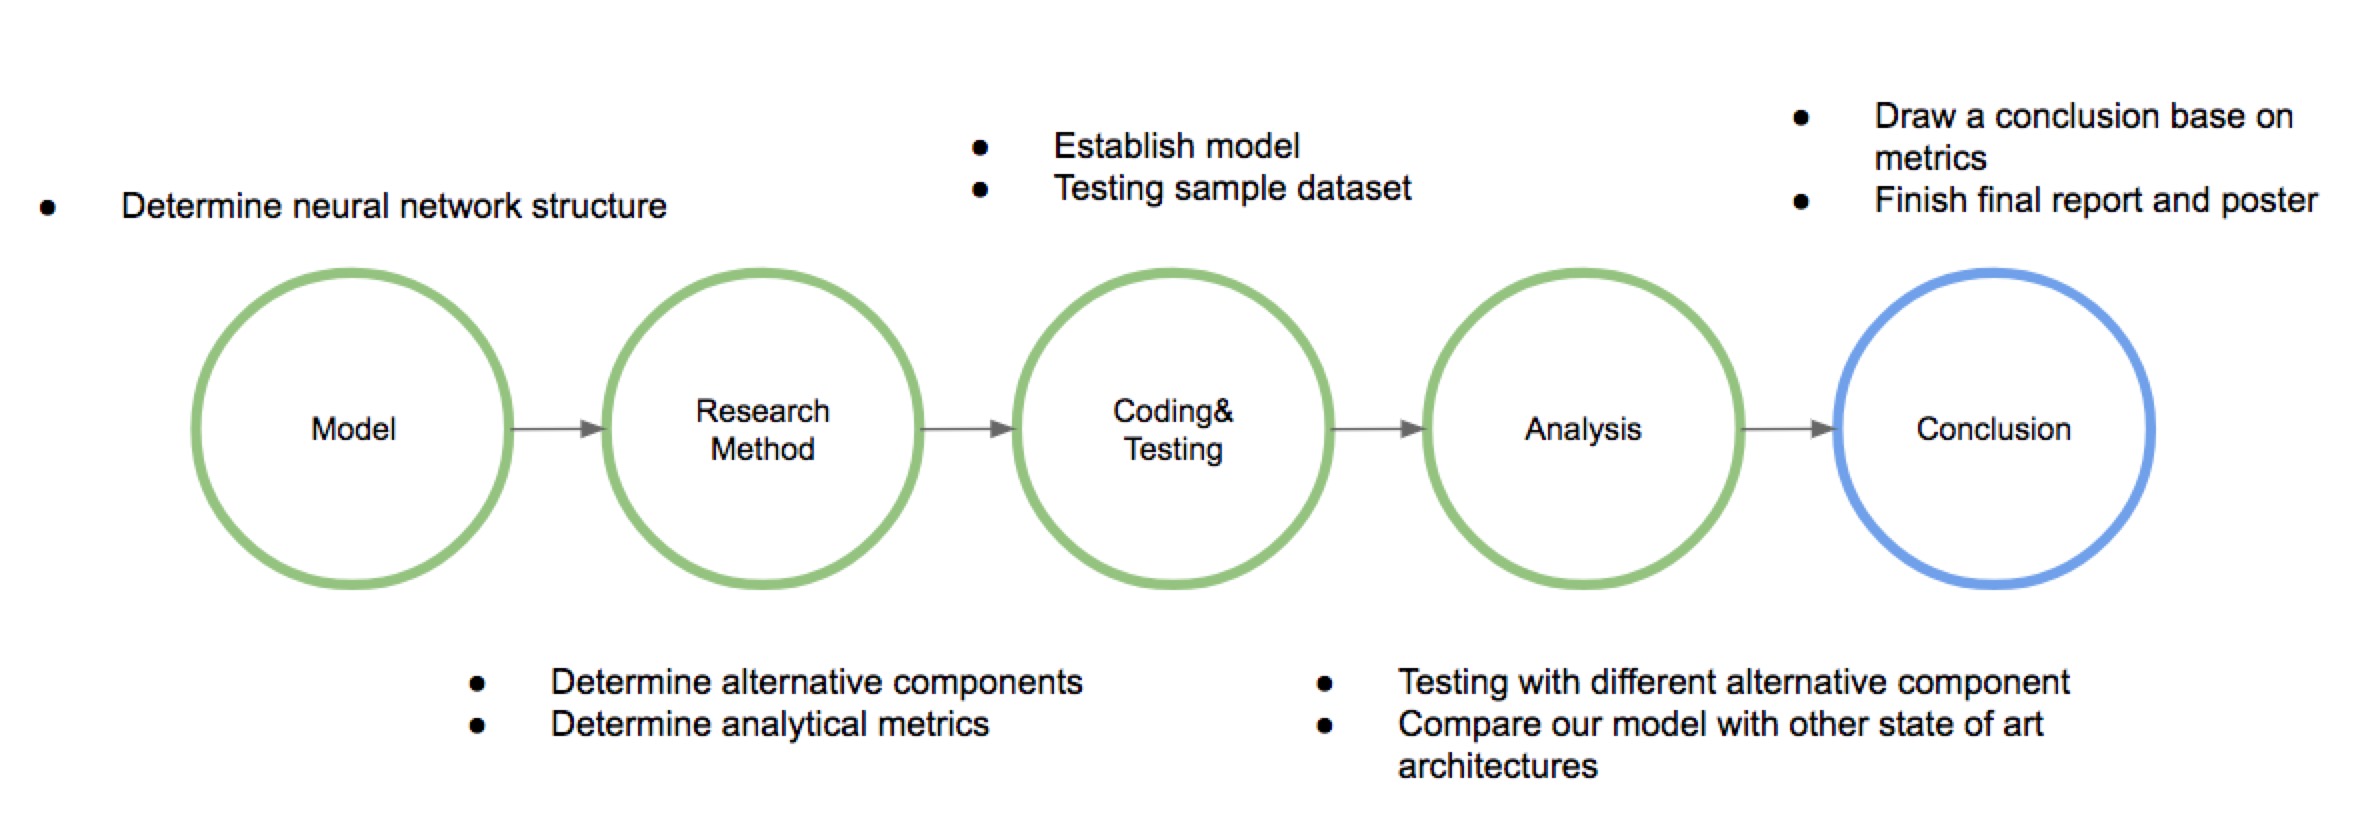 ● Determine neural network structure
● Establish model
● Testing sample dataset
● Draw a conclusion base on
metrics
● Finish final report and poster
Model
Research
Method
Coding&
Testing
Analysis
Conclusion
● Determine alternative components
● Determine analytical metrics
● Testing with different alternative component
● Compare our model with other state of art
architectures